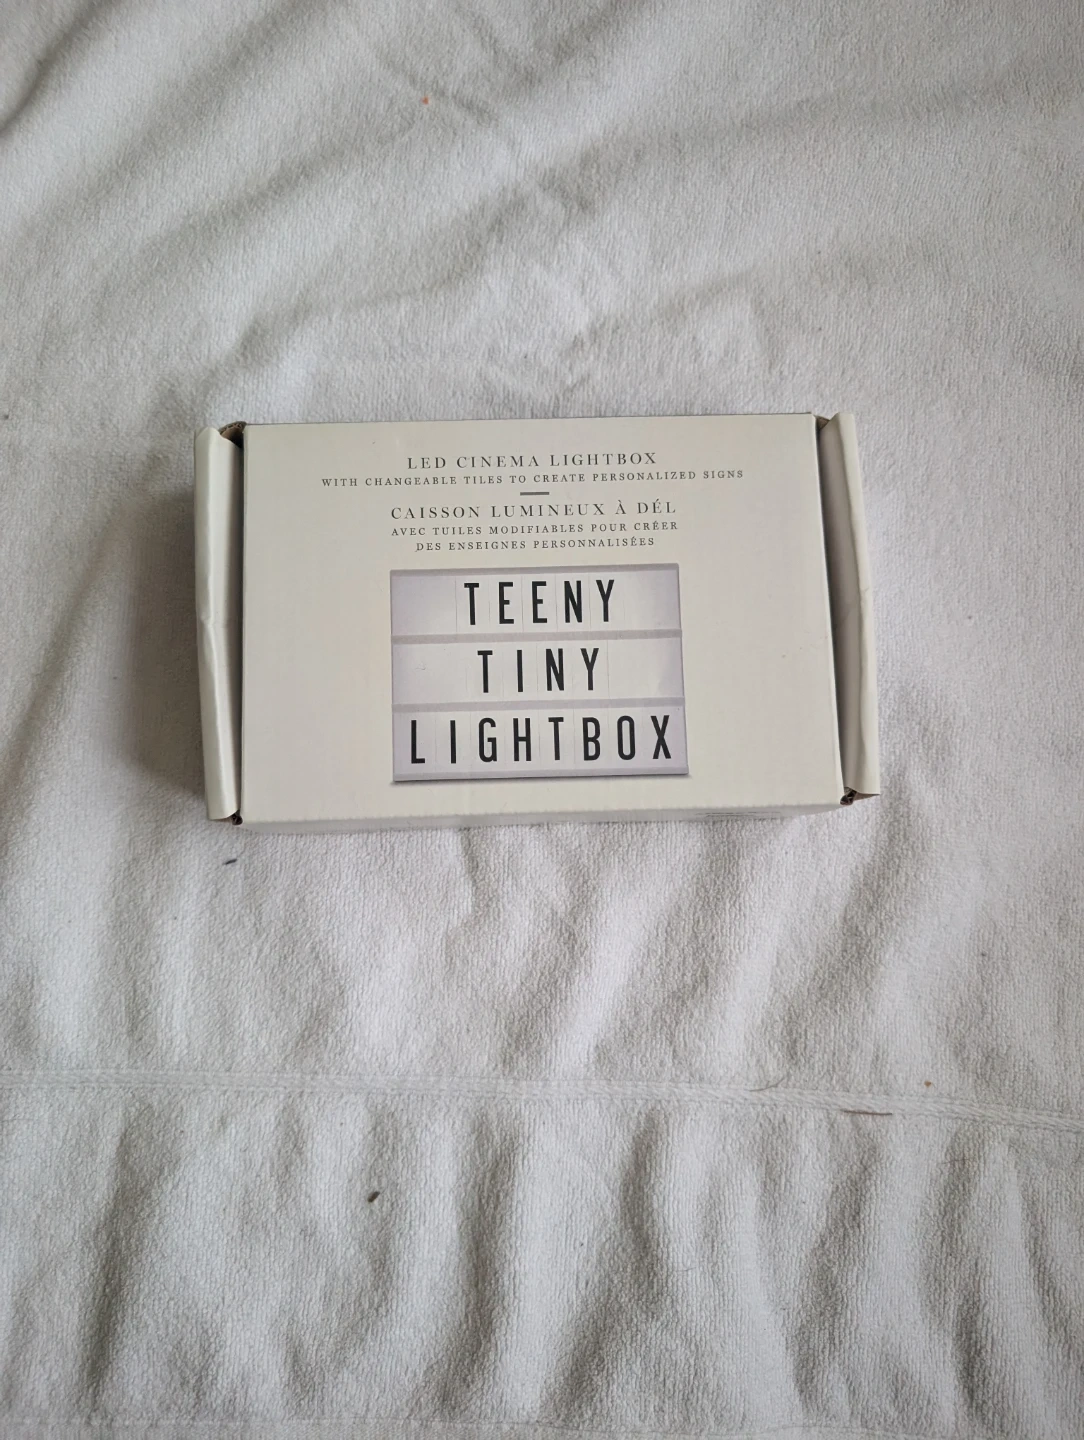 LED CINEMA LIGHTBOX
WITH CHANGEABLE TILES TO CREATE PERSONALIZED SIGNS
CAISSON LUMINEUX À DÉL
AVEC TUILES MODIFIABLES POUR CRÉER
DES ENSEIGNES PERSONNALISÉES
TEENY
TINY
LIGHTBOX